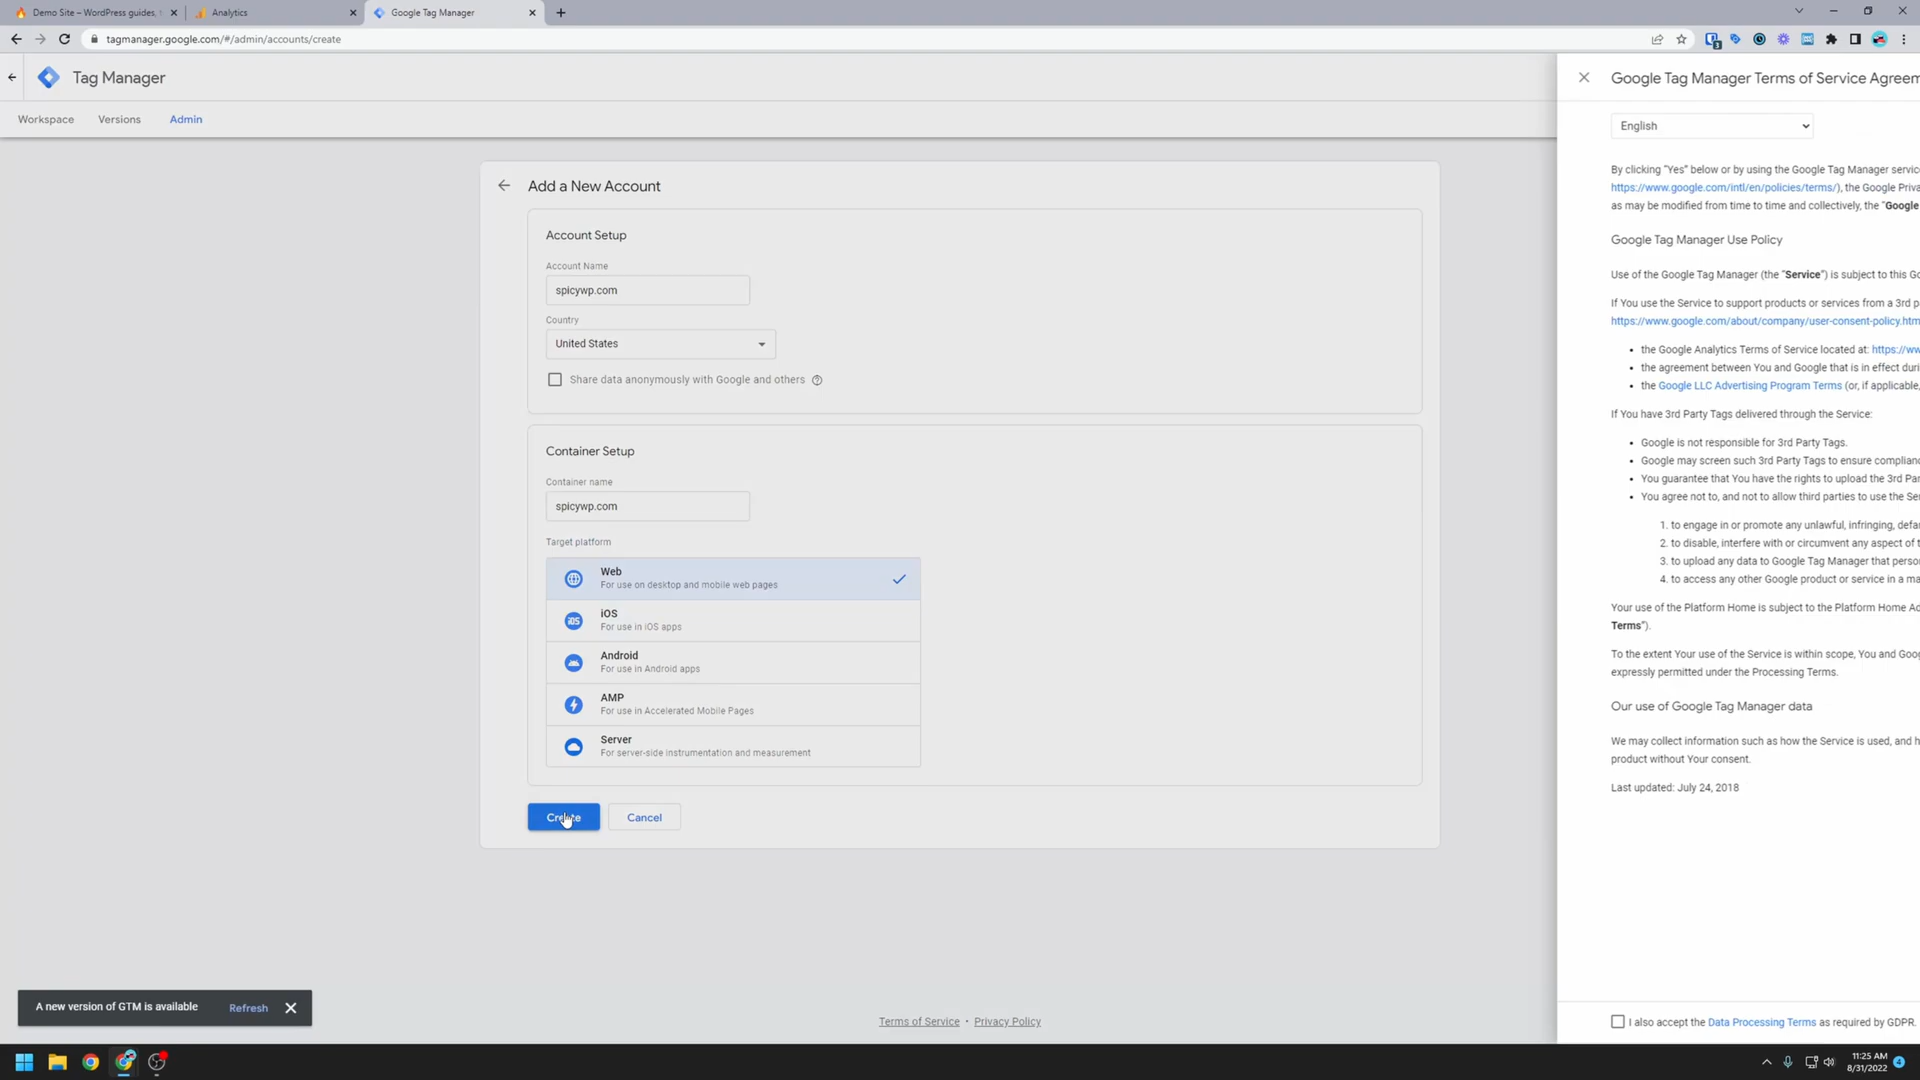 Demo Site – WordPress guides, t
Analytics
Google Tag Manager
tagmanager.google.com/#/admin/accounts/create
Tag Manager
Workspace Versions Admin
Add a New Account
Account Setup
Account Name
spicywp.com
Country
United States
Share data anonymously with Google and others
Container Setup
Container name
spicywp.com
Target platform
Web
For use on desktop and mobile web pages
iOS
iOS
For use in iOS apps
Android
For use in Android apps
AMP
For use in Accelerated Mobile Pages
Server
For server-side instrumentation and measurement
Create Cancel
A new version of GTM is available Refresh
Terms of Service • Privacy Policy
Google Tag Manager Terms of Service Agreem
English
By clicking "Yes" below or by using the Google Tag Manager service
https://www.google.com/intl/en/policies/terms/), the Google Priva
as may be modified from time to time and collectively, the "Google
Google Tag Manager Use Policy
Use of the Google Tag Manager (the "Service") is subject to this Go
If You use the Service to support products or services from a 3rd p
https://www.google.com/about/company/user-consent-policy.htm
• the Google Analytics Terms of Service located at: https://ww
• the agreement between You and Google that is in effect duri
• the Google LLC Advertising Program Terms (or, if applicable,
If You have 3rd Party Tags delivered through the Service:
• Google is not responsible for 3rd Party Tags.
• Google may screen such 3rd Party Tags to ensure complianc
• You guarantee that You have the rights to upload the 3rd Par
• You agree not to, and not to allow third parties to use the Ser
1. to engage in or promote any unlawful, infringing, defar
2. to disable, interfere with or circumvent any aspect of t
3. to upload any data to Google Tag Manager that perso
4. to access any other Google product or service in a ma
Your use of the Platform Home is subject to the Platform Home Ad
Terms").
To the extent Your use of the Service is within scope, You and Goog
expressly permitted under the Processing Terms.
Our use of Google Tag Manager data
We may collect information such as how the Service is used, and h
product without Your consent.
Last updated: July 24, 2018
I also accept the Data Processing Terms as required by GDPR.
11:25 AM
8/31/2022
4